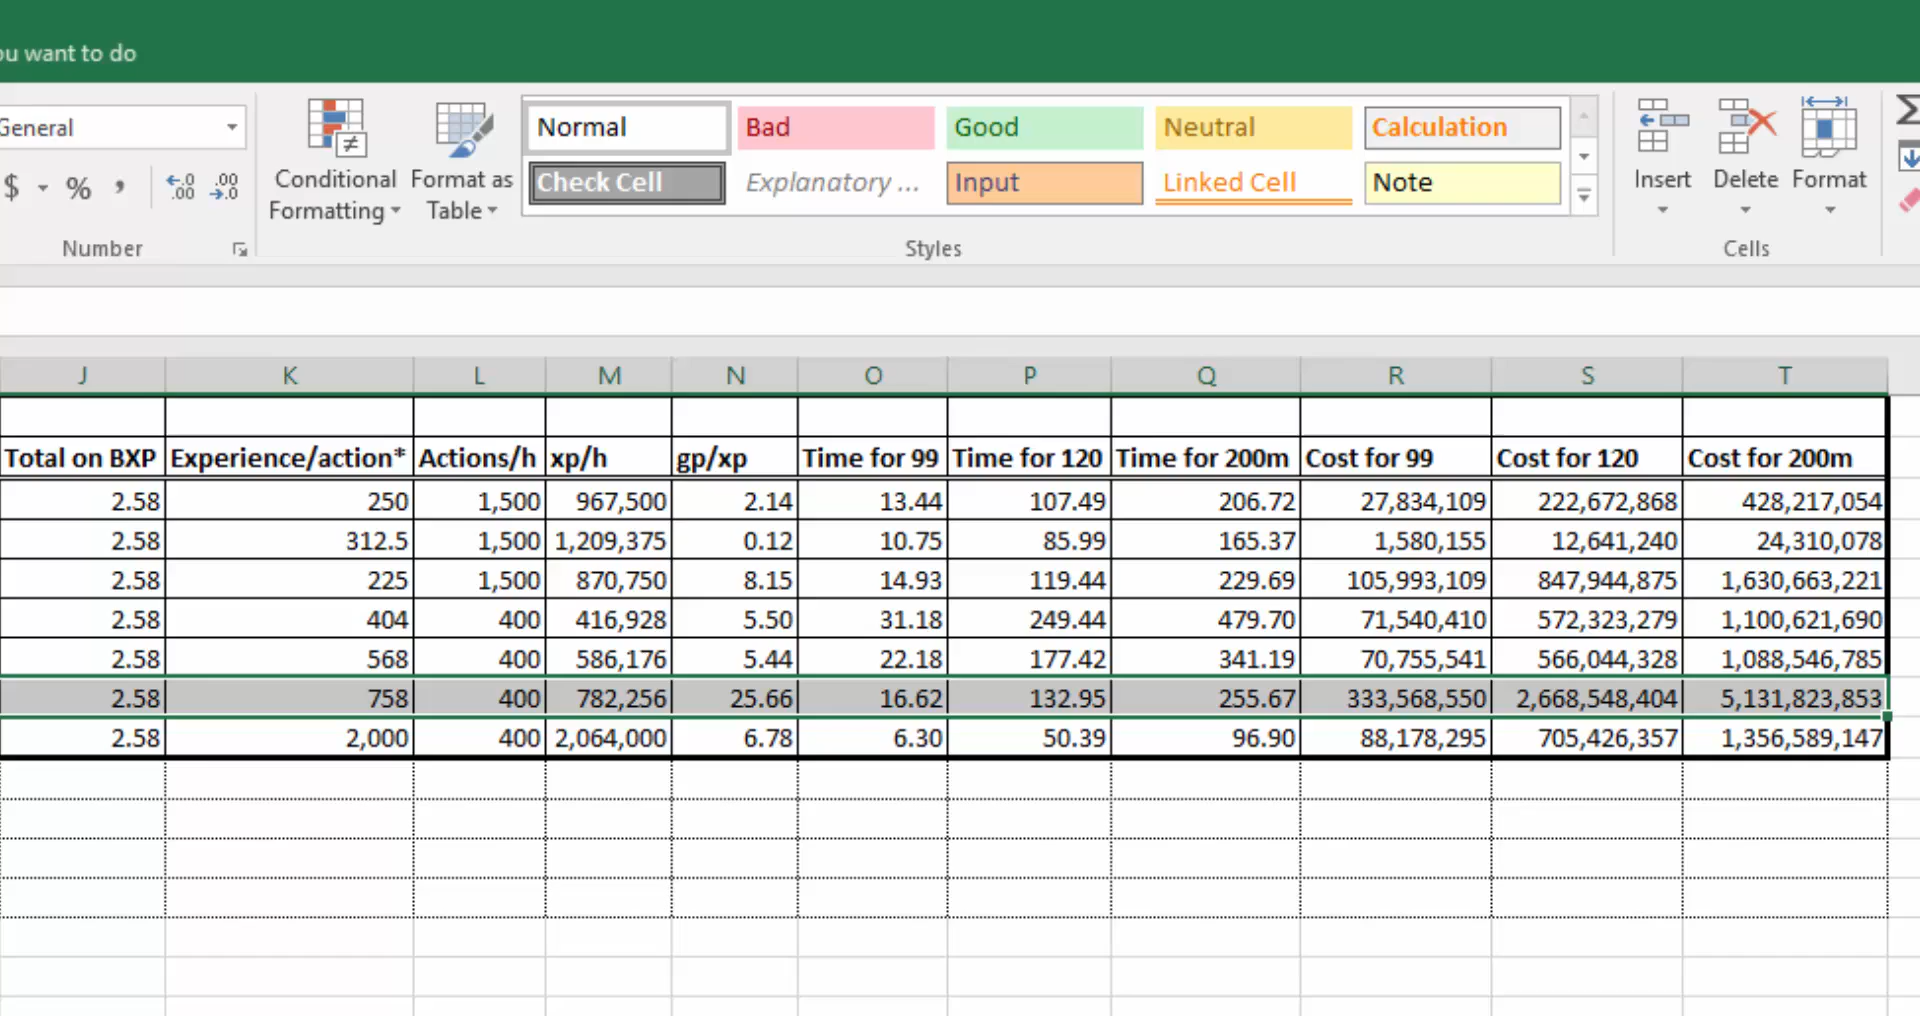 ou want to do
General
Conditional Formatting
Format as Table
Normal Bad Good Neutral Calculation
Check Cell Explanatory ... Input Linked Cell Note
Insert Delete Format
$ % , .0 .00 .00 .0
Number Styles Cells
J K L M N O P Q R S T
Total on BXP Experience/action* Actions/h xp/h gp/xp Time for 99 Time for 120 Time for 200m Cost for 99 Cost for 120 Cost for 200m
2.58 250 1,500 967,500 2.14 13.44 107.49 206.72 27,834,109 222,672,868 428,217,054
2.58 312.5 1,500 1,209,375 0.12 10.75 85.99 165.37 1,580,155 12,641,240 24,310,078
2.58 225 1,500 870,750 8.15 14.93 119.44 229.69 105,993,109 847,944,875 1,630,663,221
2.58 404 400 416,928 5.50 31.18 249.44 479.70 71,540,410 572,323,279 1,100,621,690
2.58 568 400 586,176 5.44 22.18 177.42 341.19 70,755,541 566,044,328 1,088,546,785
2.58 758 400 782,256 25.66 16.62 132.95 255.67 333,568,550 2,668,548,404 5,131,823,853
2.58 2,000 400 2,064,000 6.78 6.30 50.39 96.90 88,178,295 705,426,357 1,356,589,147